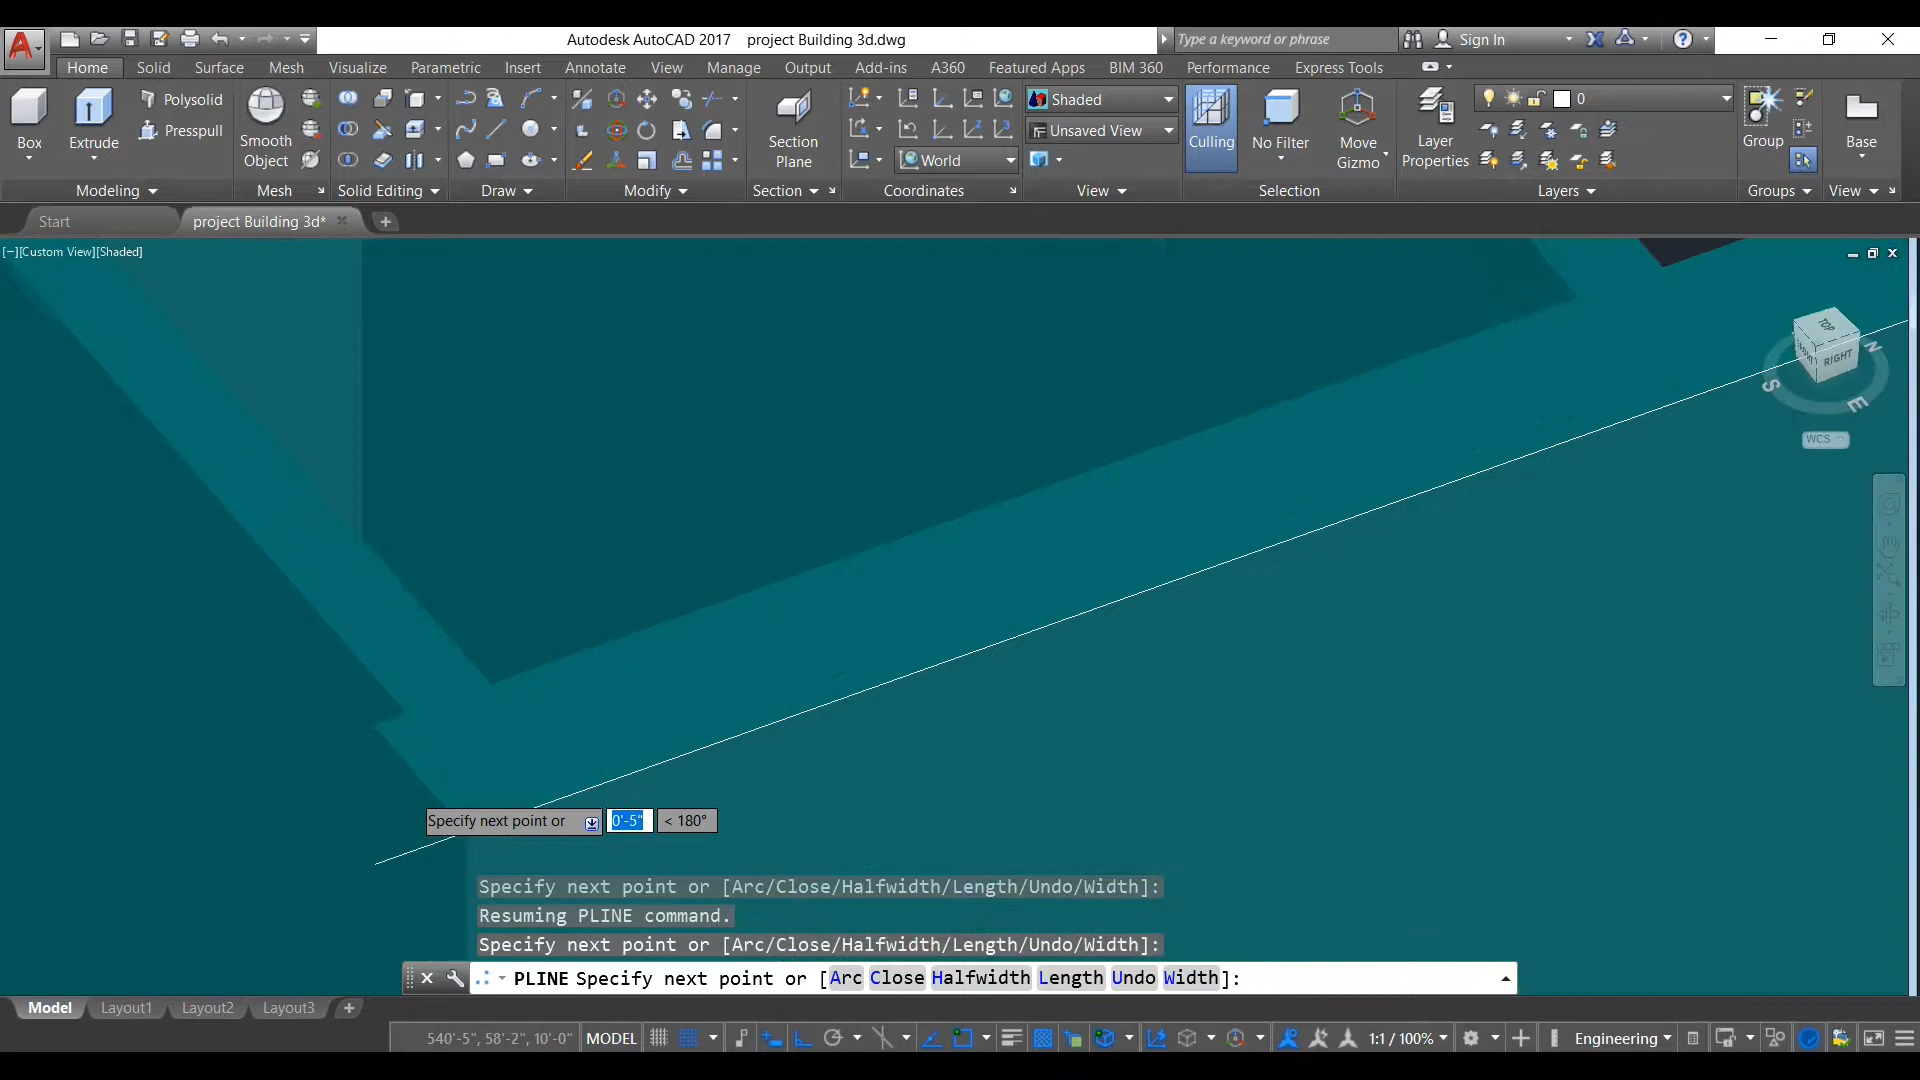 Autodesk AutoCAD 2017 project Building 3d.dwg
Type a keyword or phrase
Sign In
Home Solid Surface Mesh Visualize Parametric Insert Annotate View Manage Output Add-ins A360 Featured Apps BIM 360 Performance Express Tools
Box
Extrude
Polysolid
Presspull
Smooth Object
Section Plane
Shaded
Unsaved View
World
Culling
No Filter
Move Gizmo
Layer Properties
0
Group
Base
Modeling Mesh Solid Editing Draw Modify Section Coordinates View Selection Layers Groups View
Start project Building 3d*
[−][Custom View][Shaded]
TOP
RIGHT
N
S
E
WCS
Specify next point or 0'-5" < 180°
Specify next point or [Arc/Close/Halfwidth/Length/Undo/Width]:
Resuming PLINE command.
Specify next point or [Arc/Close/Halfwidth/Length/Undo/Width]:
PLINE Specify next point or [Arc Close Halfwidth Length Undo Width]:
Model Layout1 Layout2 Layout3
540'-5", 58'-2", 10'-0" MODEL 1:1 / 100% Engineering